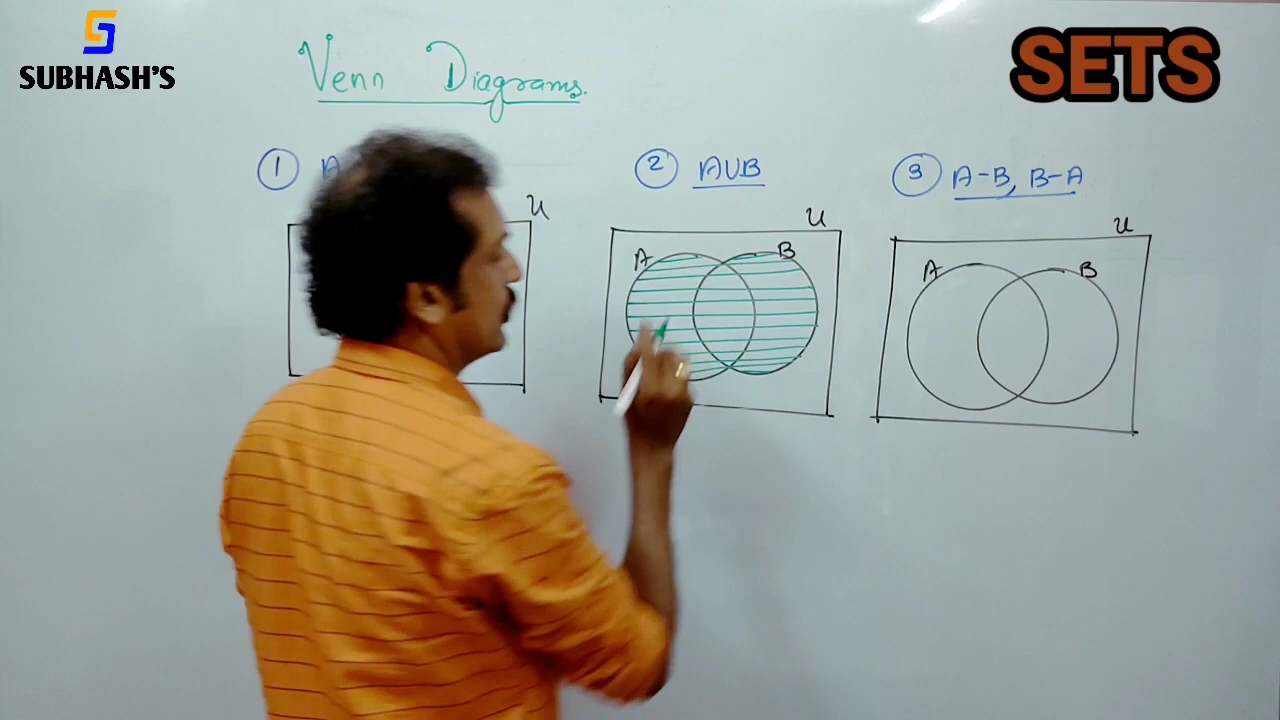 SUBHASH'S
SETS
Venn Diagrams.
1 A
2 AUB
3 A-B, B-A
U
U
A B
U
A B